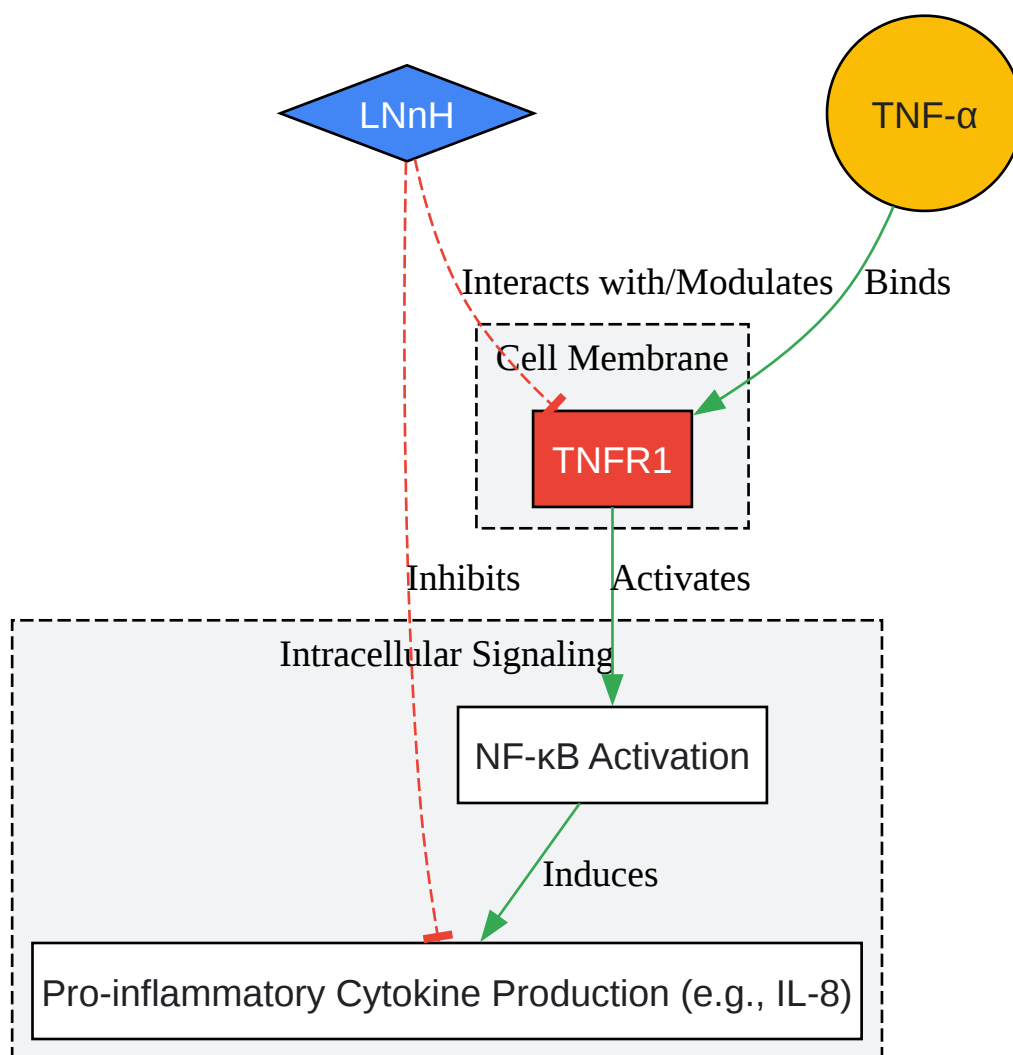 LNnH
TNF-α
Interacts with/Modulates
Binds
Cell Membrane
TNFR1
Inhibits
Activates
Intracellular Signaling
NF-κB Activation
Induces
Pro-inflammatory Cytokine Production (e.g., IL-8)